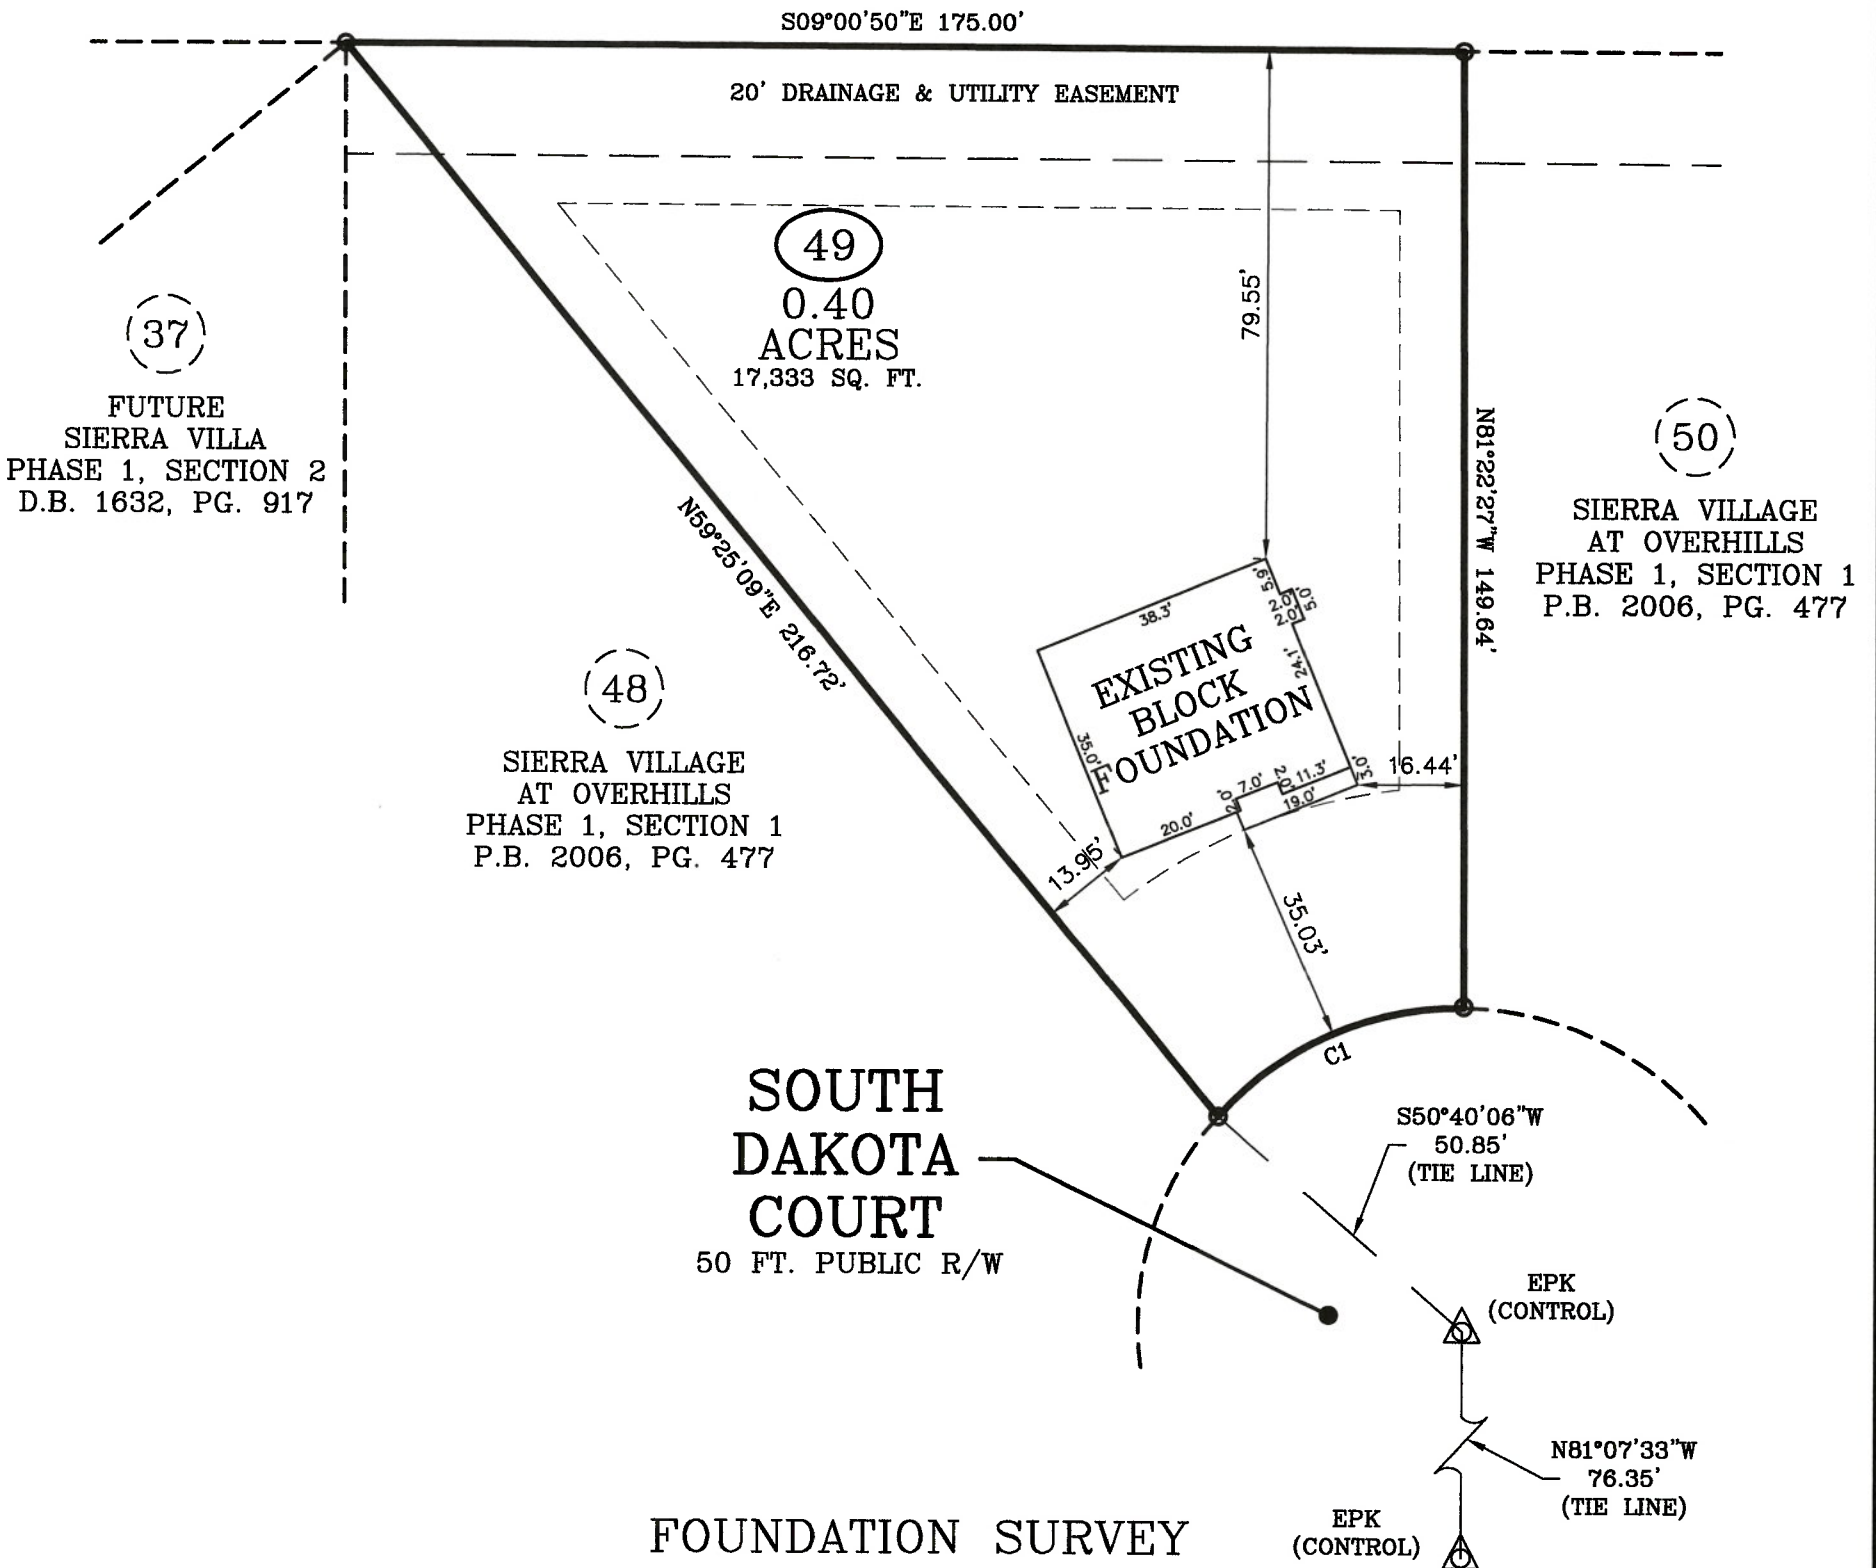 S09°00'50"E 175.00'
20' DRAINAGE & UTILITY EASEMENT
49
0.40
ACRES
17,333 SQ. FT.
79.55'
37
FUTURE
SIERRA VILLA
PHASE 1, SECTION 2
D.B. 1632, PG. 917
N81°22'27"W 149.64'
50
SIERRA VILLAGE
AT OVERHILLS
PHASE 1, SECTION 1
P.B. 2006, PG. 477
N59°25'09"E 216.72'
48
SIERRA VILLAGE
AT OVERHILLS
PHASE 1, SECTION 1
P.B. 2006, PG. 477
38.3'
5.9'
2.0'
5.0'
2.0'
24.1'
EXISTING
BLOCK
FOUNDATION
35.0'
3.0'
16.44'
11.3'
2.0'
7.0'
2.0'
19.0'
20.0'
13.95'
35.03'
C1
SOUTH
DAKOTA
COURT
50 FT. PUBLIC R/W
S50°40'06"W
50.85'
(TIE LINE)
EPK
(CONTROL)
N81°07'33"W
76.35'
(TIE LINE)
EPK
(CONTROL)
FOUNDATION SURVEY